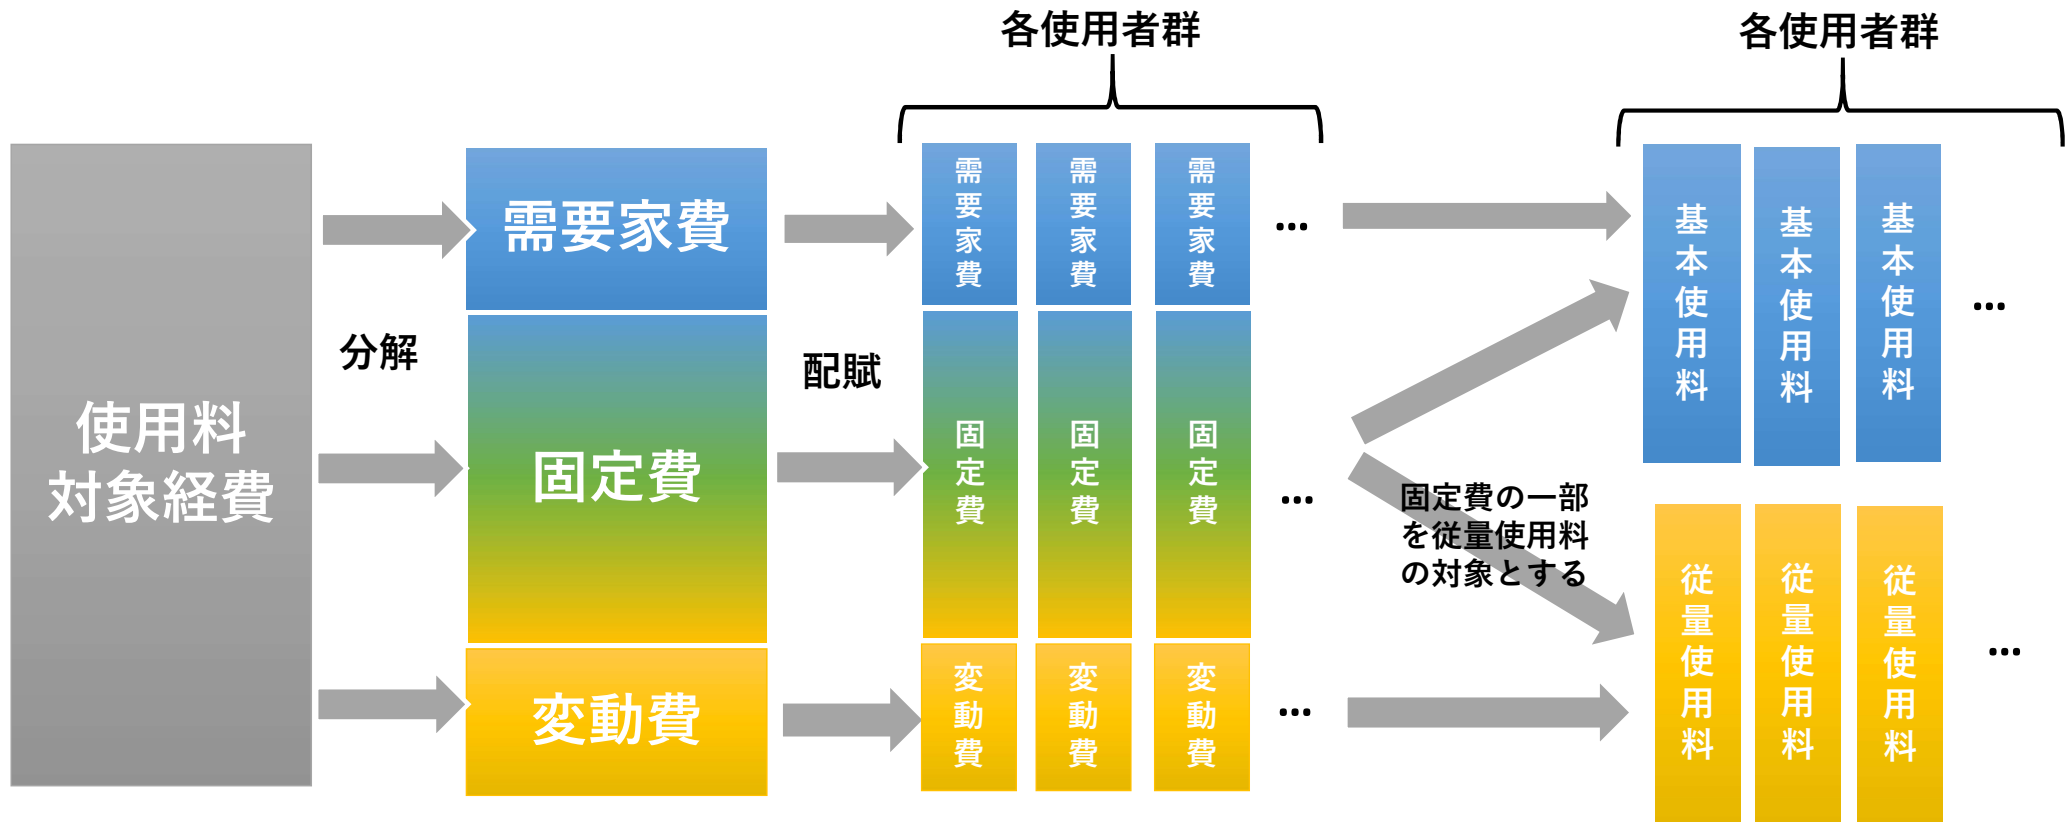 各使用者群
各使用者群
使用料
対象経費
分解
需要家費
固定費
変動費
配賦
需要家費
需要家費
需要家費
…
固定費
固定費
固定費
…
変動費
変動費
変動費
…
固定費の一部
を従量使用料
の対象とする
基本使用料
基本使用料
基本使用料
…
従量使用料
従量使用料
従量使用料
…